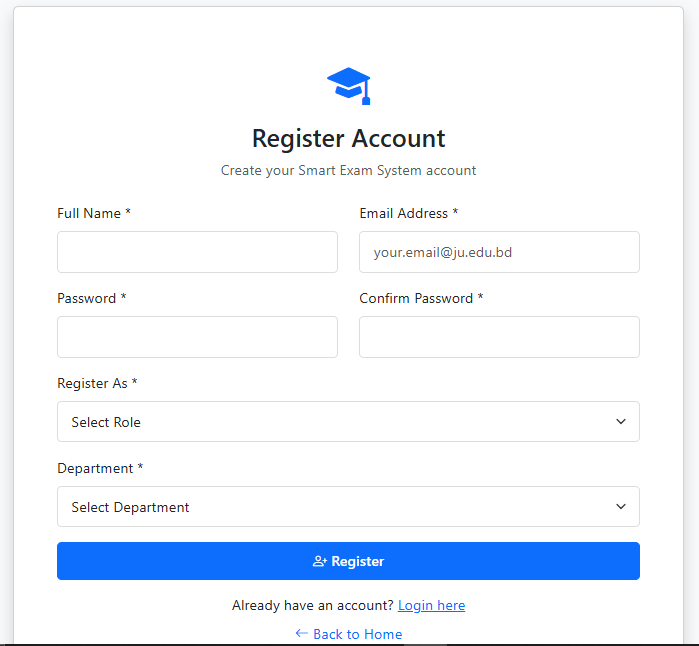 Register Account
Create your Smart Exam System account
Full Name *
Email Address *
your.email@ju.edu.bd
Password *
Confirm Password *
Register As *
Select Role
Department *
Select Department
Register
Already have an account? Login here
← Back to Home